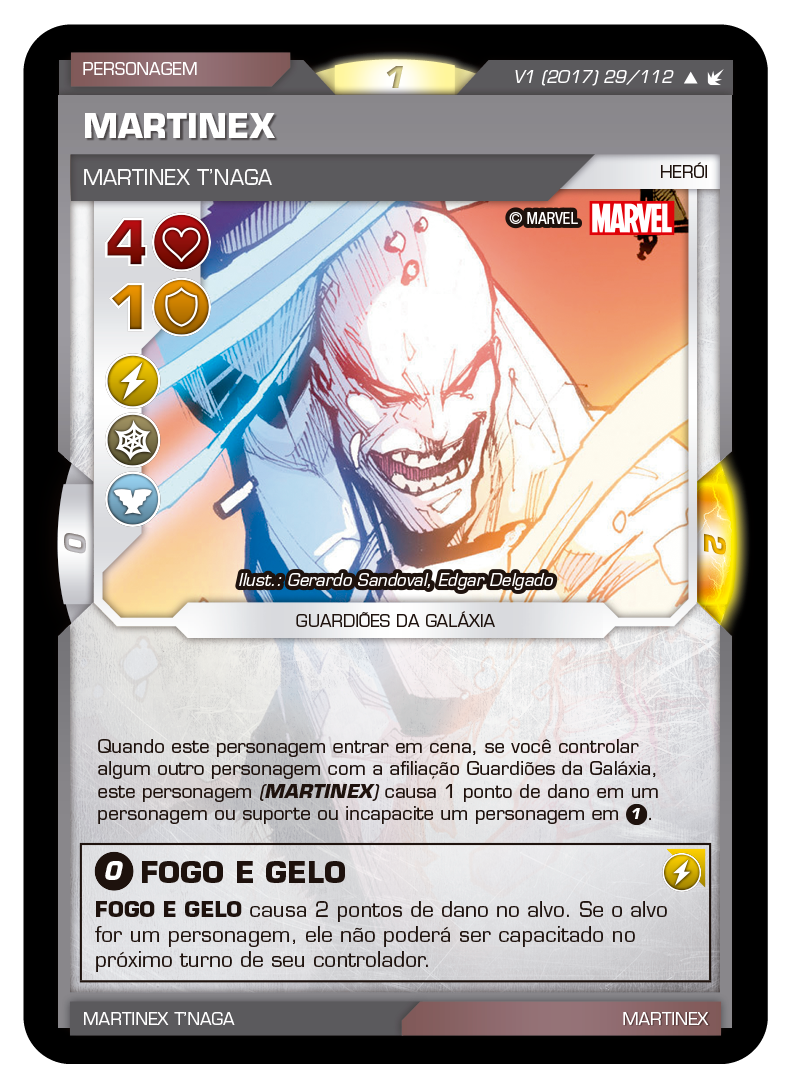 PERSONAGEM
1
V1 (2017) 29/112
MARTINEX
MARTINEX T'NAGA
HERÓI
© MARVEL MARVEL
4
1
0
2
Ilust.: Gerardo Sandoval, Edgar Delgado
GUARDIÕES DA GALÁXIA
Quando este personagem entrar em cena, se você controlar
algum outro personagem com a afiliação Guardiões da Galáxia,
este personagem (MARTINEX) causa 1 ponto de dano em um
personagem ou suporte ou incapacite um personagem em 1.
0 FOGO E GELO
FOGO E GELO causa 2 pontos de dano no alvo. Se o alvo
for um personagem, ele não poderá ser capacitado no
próximo turno de seu controlador.
MARTINEX T'NAGA
MARTINEX